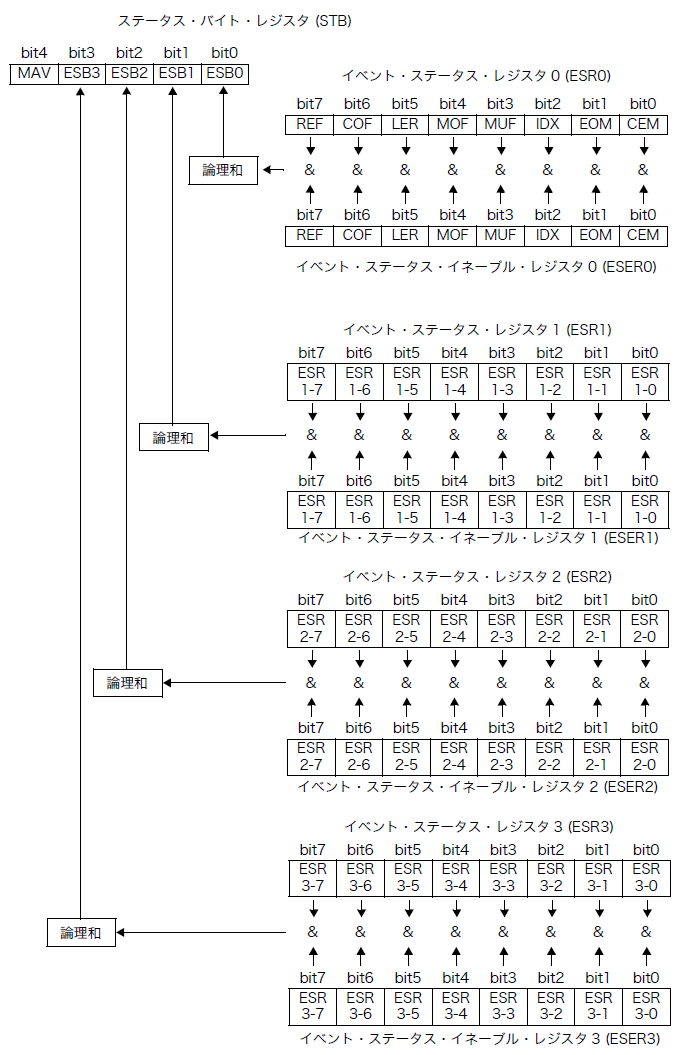 ステータス・バイト・レジスタ (STB)
bit4 bit3 bit2 bit1 bit0
MAV ESB3 ESB2 ESB1 ESB0
イベント・ステータス・レジスタ 0 (ESR0)
bit7 bit6 bit5 bit4 bit3 bit2 bit1 bit0
REF COF LER MOF MUF IDX EOM CEM
論理和
& & & & & & & &
bit7 bit6 bit5 bit4 bit3 bit2 bit1 bit0
REF COF LER MOF MUF IDX EOM CEM
イベント・ステータス・イネーブル・レジスタ 0 (ESER0)
イベント・ステータス・レジスタ 1 (ESR1)
bit7 bit6 bit5 bit4 bit3 bit2 bit1 bit0
ESR ESR ESR ESR ESR ESR ESR ESR
1-7 1-6 1-5 1-4 1-3 1-2 1-1 1-0
論理和
& & & & & & & &
bit7 bit6 bit5 bit4 bit3 bit2 bit1 bit0
ESR ESR ESR ESR ESR ESR ESR ESR
1-7 1-6 1-5 1-4 1-3 1-2 1-1 1-0
イベント・ステータス・イネーブル・レジスタ 1 (ESER1)
イベント・ステータス・レジスタ 2 (ESR2)
bit7 bit6 bit5 bit4 bit3 bit2 bit1 bit0
ESR ESR ESR ESR ESR ESR ESR ESR
2-7 2-6 2-5 2-4 2-3 2-2 2-1 2-0
論理和
& & & & & & & &
bit7 bit6 bit5 bit4 bit3 bit2 bit1 bit0
ESR ESR ESR ESR ESR ESR ESR ESR
2-7 2-6 2-5 2-4 2-3 2-2 2-1 2-0
イベント・ステータス・イネーブル・レジスタ 2 (ESER2)
イベント・ステータス・レジスタ 3 (ESR3)
bit7 bit6 bit5 bit4 bit3 bit2 bit1 bit0
ESR ESR ESR ESR ESR ESR ESR ESR
3-7 3-6 3-5 3-4 3-3 3-2 3-1 3-0
論理和
& & & & & & & &
bit7 bit6 bit5 bit4 bit3 bit2 bit1 bit0
ESR ESR ESR ESR ESR ESR ESR ESR
3-7 3-6 3-5 3-4 3-3 3-2 3-1 3-0
イベント・ステータス・イネーブル・レジスタ 3 (ESER3)